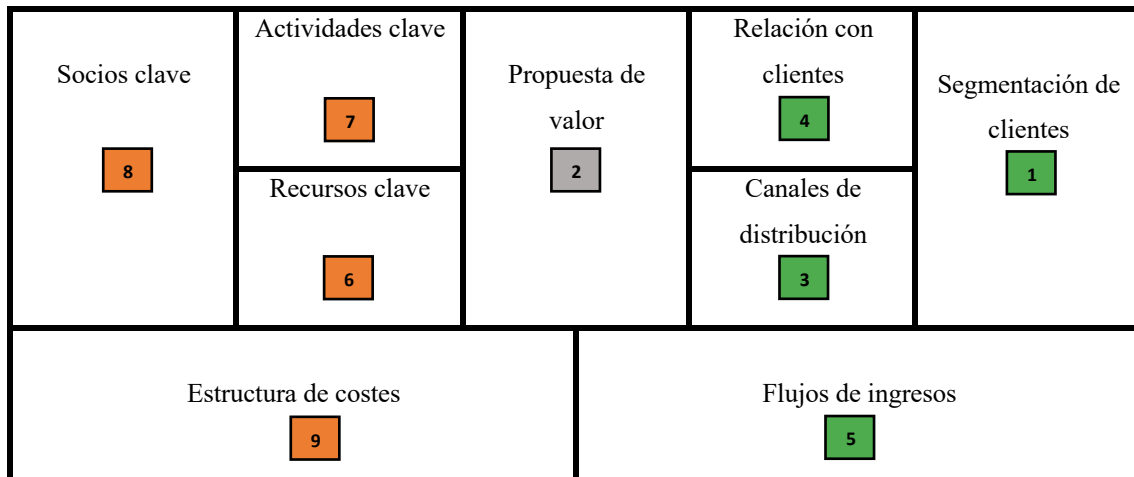 Socios clave
8
Actividades clave
7
Recursos clave
6
Propuesta de
valor
2
Relación con
clientes
4
Canales de
distribución
3
Segmentación de
clientes
1
Estructura de costes
9
Flujos de ingresos
5